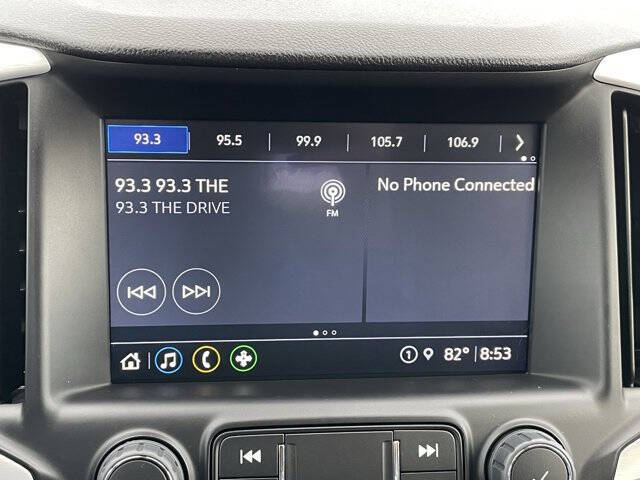 93.3 95.5 99.9 105.7 106.9
93.3 93.3 THE
93.3 THE DRIVE
FM
No Phone Connected
1 82° 8:53